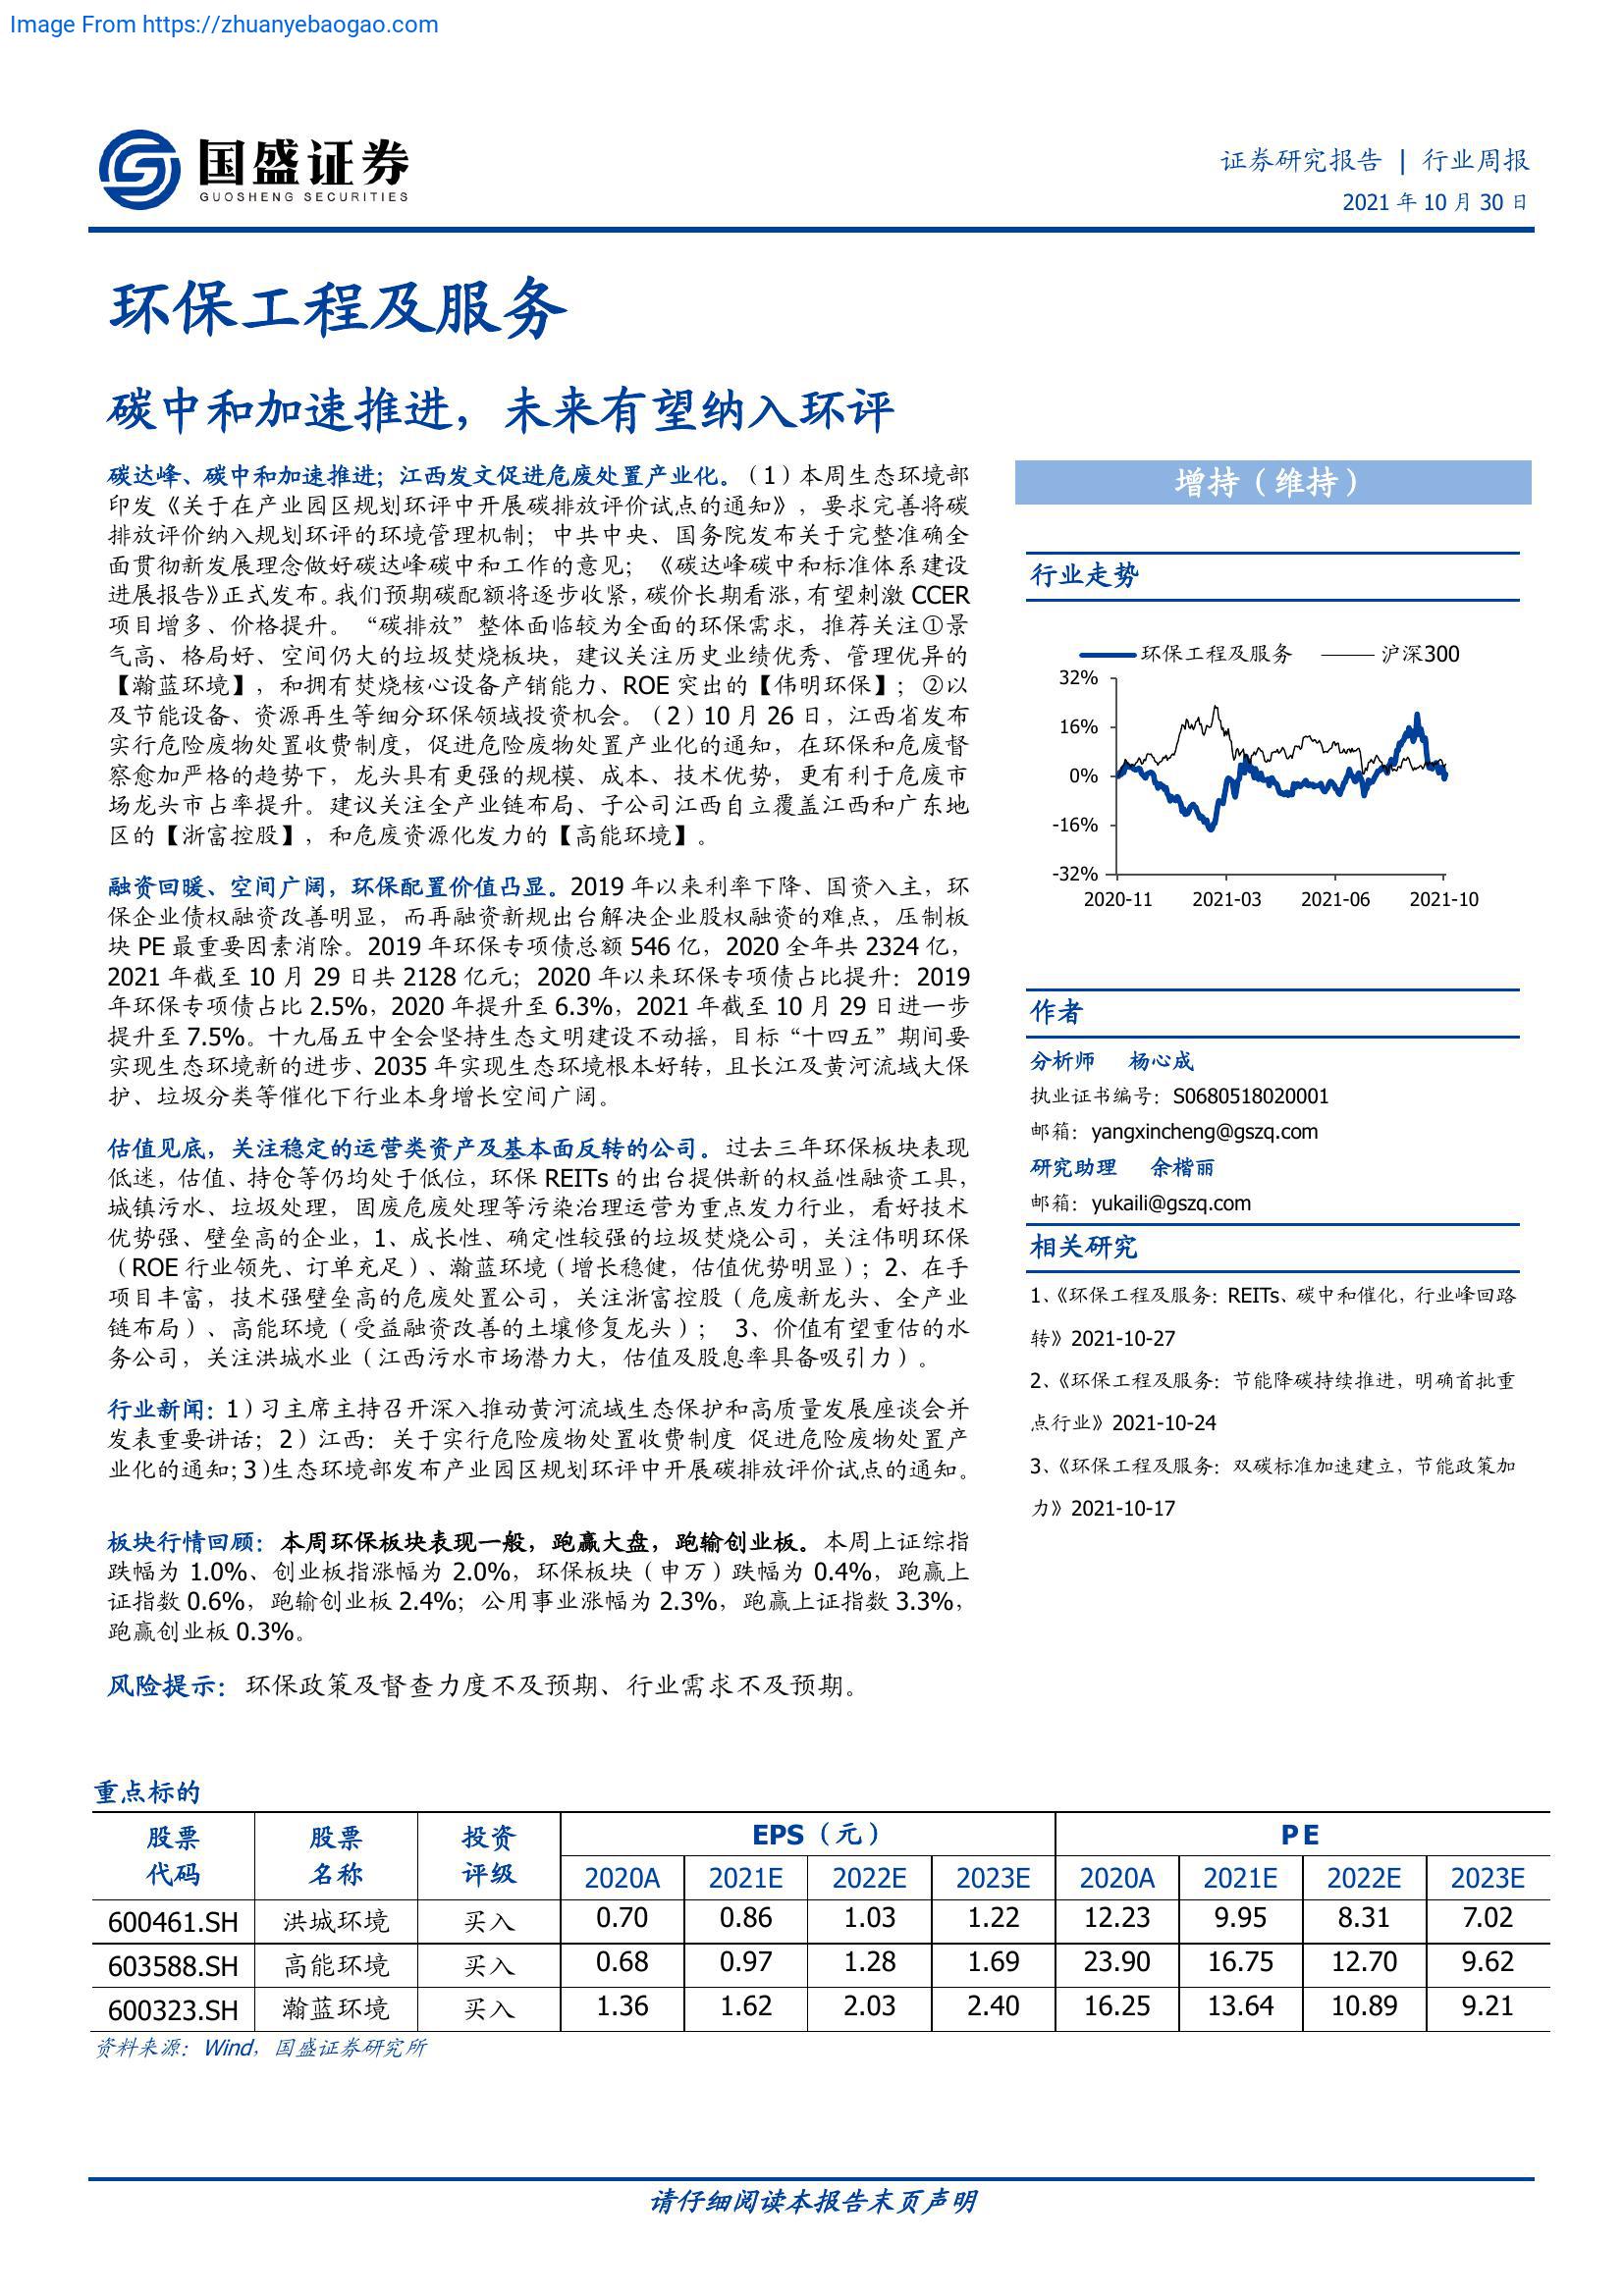 Image From https://zhuanyebaogao.com
国盛证券
GUOSHENG SECURITIES
证券研究报告 | 行业周报
2021 年 10 月 30 日
环保工程及服务
碳中和加速推进，未来有望纳入环评
碳达峰、碳中和加速推进；江西发文促进危废处置产业化。（1）本周生态环境部
印发《关于在产业园区规划环评中开展碳排放评价试点的通知》，要求完善将碳
排放评价纳入规划环评的环境管理机制；中共中央、国务院发布关于完整准确全
面贯彻新发展理念做好碳达峰碳中和工作的意见；《碳达峰碳中和标准体系建设
进展报告》正式发布。我们预期碳配额将逐步收紧，碳价长期看涨，有望刺激 CCER
项目增多、价格提升。“碳排放”整体面临较为全面的环保需求，推荐关注①景
气高、格局好、空间仍大的垃圾焚烧板块，建议关注历史业绩优秀、管理优异的
【瀚蓝环境】，和拥有焚烧核心设备产销能力、ROE 突出的【伟明环保】；②以
及节能设备、资源再生等细分环保领域投资机会。（2）10 月 26 日，江西省发布
实行危险废物处置收费制度，促进危险废物处置产业化的通知，在环保和危废督
察愈加严格的趋势下，龙头具有更强的规模、成本、技术优势，更有利于危废市
场龙头市占率提升。建议关注全产业链布局、子公司江西自立覆盖江西和广东地
区的【浙富控股】，和危废资源化发力的【高能环境】。
融资回暖、空间广阔，环保配置价值凸显。2019 年以来利率下降、国资入主，环
保企业债权融资改善明显，而再融资新规出台解决企业股权融资的难点，压制板
块 PE 最重要因素消除。2019 年环保专项债总额 546 亿，2020 全年共 2324 亿，
2021 年截至 10 月 29 日共 2128 亿元；2020 年以来环保专项债占比提升：2019
年环保专项债占比 2.5%，2020 年提升至 6.3%，2021 年截至 10 月 29 日进一步
提升至 7.5%。十九届五中全会坚持生态文明建设不动摇，目标“十四五”期间要
实现生态环境新的进步、2035 年实现生态环境根本好转，且长江及黄河流域大保
护、垃圾分类等催化下行业本身增长空间广阔。
估值见底，关注稳定的运营类资产及基本面反转的公司。过去三年环保板块表现
低迷，估值、持仓等仍均处于低位，环保 REITs 的出台提供新的权益性融资工具，
城镇污水、垃圾处理，固废危废处理等污染治理运营为重点发力行业，看好技术
优势强、壁垒高的企业，1、成长性、确定性较强的垃圾焚烧公司，关注伟明环保
（ROE 行业领先、订单充足）、瀚蓝环境（增长稳健，估值优势明显）；2、在手
项目丰富，技术强壁垒高的危废处置公司，关注浙富控股（危废新龙头、全产业
链布局）、高能环境（受益融资改善的土壤修复龙头）； 3、价值有望重估的水
务公司，关注洪城水业（江西污水市场潜力大，估值及股息率具备吸引力）。
行业新闻：1）习主席主持召开深入推动黄河流域生态保护和高质量发展座谈会并
发表重要讲话；2）江西：关于实行危险废物处置收费制度 促进危险废物处置产
业化的通知；3）生态环境部发布产业园区规划环评中开展碳排放评价试点的通知。
板块行情回顾：本周环保板块表现一般，跑赢大盘，跑输创业板。本周上证综指
跌幅为 1.0%、创业板指涨幅为 2.0%，环保板块（申万）跌幅为 0.4%，跑赢上
证指数 0.6%，跑输创业板 2.4%；公用事业涨幅为 2.3%，跑赢上证指数 3.3%，
跑赢创业板 0.3%。
风险提示：环保政策及督查力度不及预期、行业需求不及预期。
增持（维持）
行业走势
环保工程及服务 沪深300
32%
16%
0%
-16%
-32%
2020-11 2021-03 2021-06 2021-10
作者
分析师 杨心成
执业证书编号：S0680518020001
邮箱：yangxincheng@gszq.com
研究助理 余楷丽
邮箱：yukaili@gszq.com
相关研究
1、《环保工程及服务：REITs、碳中和催化，行业峰回路
转》2021-10-27
2、《环保工程及服务：节能降碳持续推进，明确首批重
点行业》2021-10-24
3、《环保工程及服务：双碳标准加速建立，节能政策加
力》2021-10-17
重点标的
股票 股票 投资 EPS（元） PE
代码 名称 评级 2020A 2021E 2022E 2023E 2020A 2021E 2022E 2023E
600461.SH 洪城环境 买入 0.70 0.86 1.03 1.22 12.23 9.95 8.31 7.02
603588.SH 高能环境 买入 0.68 0.97 1.28 1.69 23.90 16.75 12.70 9.62
600323.SH 瀚蓝环境 买入 1.36 1.62 2.03 2.40 16.25 13.64 10.89 9.21
资料来源：Wind，国盛证券研究所
请仔细阅读本报告末页声明